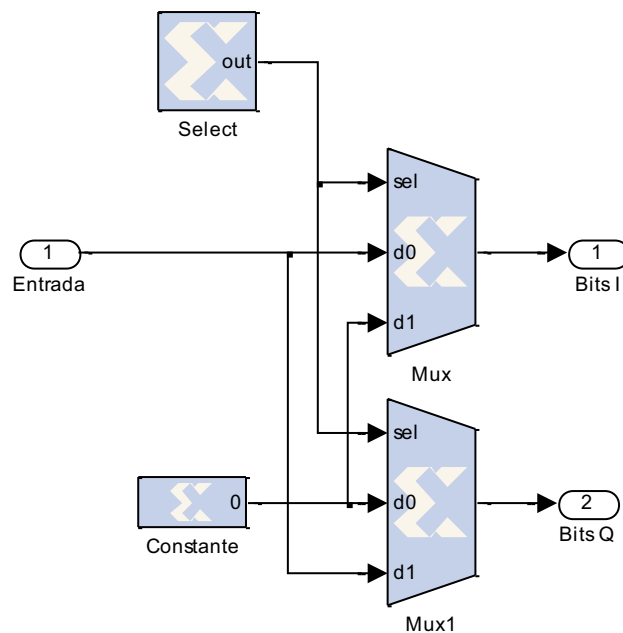 out
Select
sel
1
d0
1
Entrada
Bits I
d1
Mux
sel
0
d0
2
Constante
Bits Q
d1
Mux1